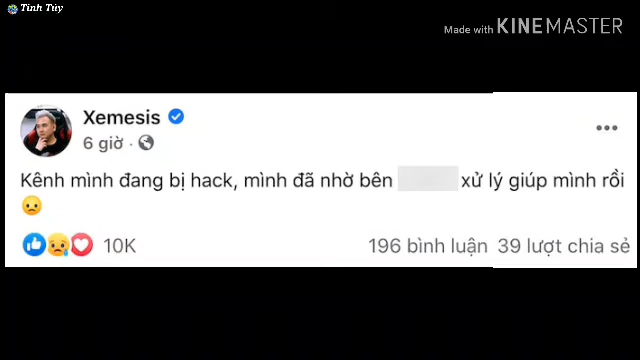 Tinh Túy
Made with KINEMASTER
Xemesis
6 giờ ·
Kênh mình đang bị hack, mình đã nhờ bên xử lý giúp mình rồi
10K 196 bình luận 39 lượt chia sẻ